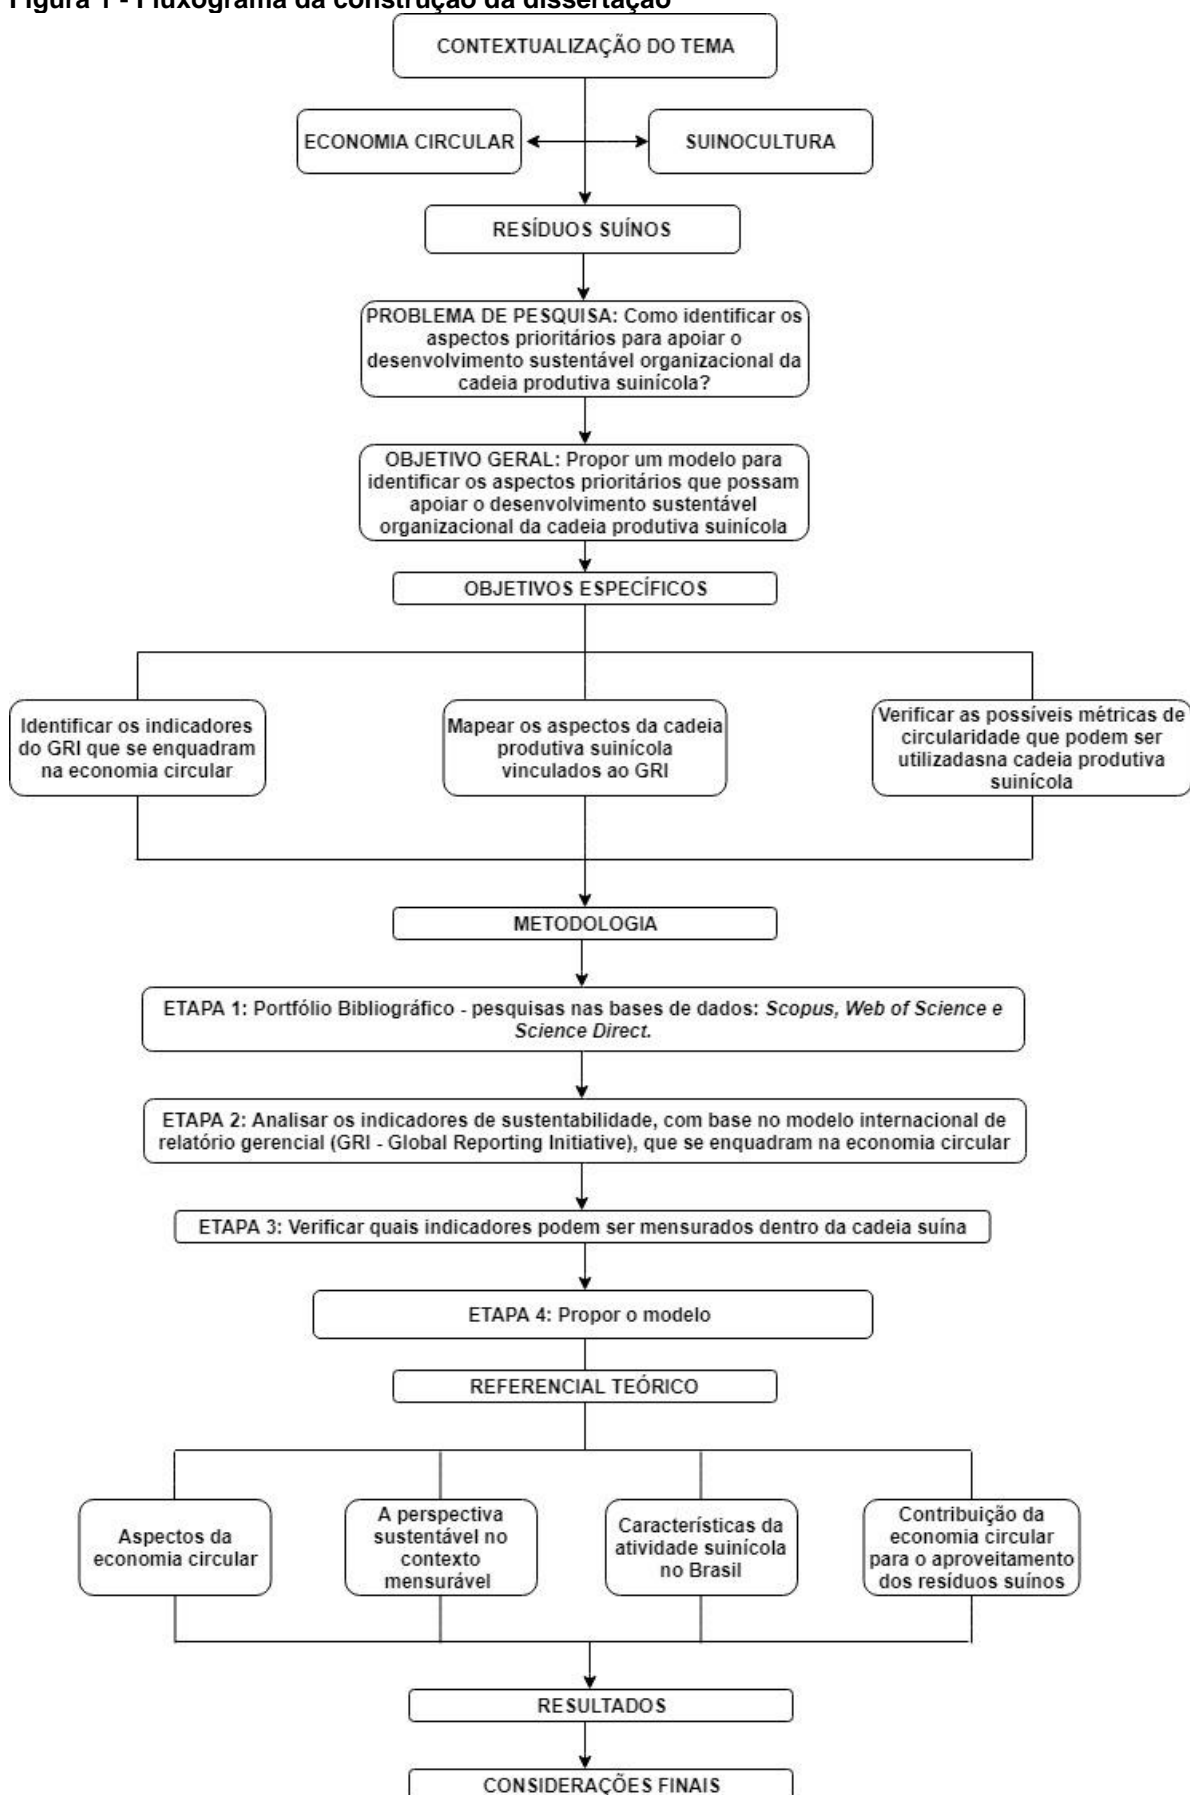 Figura 1 - Fluxograma da construção da dissertação
CONTEXTUALIZAÇÃO DO TEMA
ECONOMIA CIRCULAR
SUINOCULTURA
RESÍDUOS SUÍNOS
PROBLEMA DE PESQUISA: Como identificar os
aspectos prioritários para apoiar o
desenvolvimento sustentável organizacional da
cadeia produtiva suinícola?
OBJETIVO GERAL: Propor um modelo para
identificar os aspectos prioritários que possam
apoiar o desenvolvimento sustentável
organizacional da cadeia produtiva suinícola
OBJETIVOS ESPECÍFICOS
Identificar os indicadores
do GRI que se enquadram
na economia circular
Mapear os aspectos da cadeia
produtiva suinícola
vinculados ao GRI
Verificar as possíveis métricas de
circularidade que podem ser
utilizadasna cadeia produtiva
suinícola
METODOLOGIA
ETAPA 1: Portfólio Bibliográfico - pesquisas nas bases de dados: Scopus, Web of Science e
Science Direct.
ETAPA 2: Analisar os indicadores de sustentabilidade, com base no modelo internacional de
relatório gerencial (GRI - Global Reporting Initiative), que se enquadram na economia circular
ETAPA 3: Verificar quais indicadores podem ser mensurados dentro da cadeia suína
ETAPA 4: Propor o modelo
REFERENCIAL TEÓRICO
Aspectos da
economia circular
A perspectiva
sustentável no
contexto
mensurável
Características da
atividade suinícola
no Brasil
Contribuição da
economia circular
para o aproveitamento
dos resíduos suínos
RESULTADOS
CONSIDERAÇÕES FINAIS